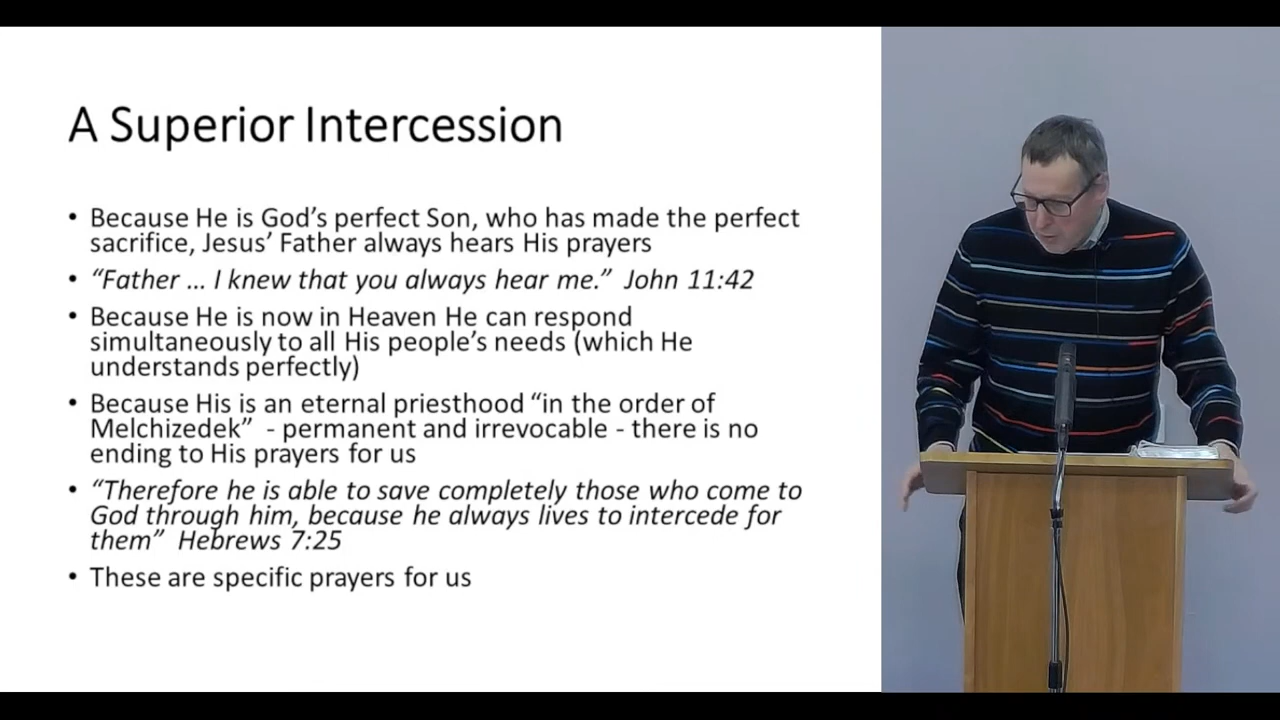 A Superior Intercession
• Because He is God’s perfect Son, who has made the perfect
sacrifice, Jesus’ Father always hears His prayers
• “Father … I knew that you always hear me.”  John 11:42
• Because He is now in Heaven He can respond
simultaneously to all His people’s needs (which He
understands perfectly)
• Because His is an eternal priesthood “in the order of
Melchizedek”  - permanent and irrevocable - there is no
ending to His prayers for us
• “Therefore he is able to save completely those who come to
God through him, because he always lives to intercede for
them”  Hebrews 7:25
• These are specific prayers for us